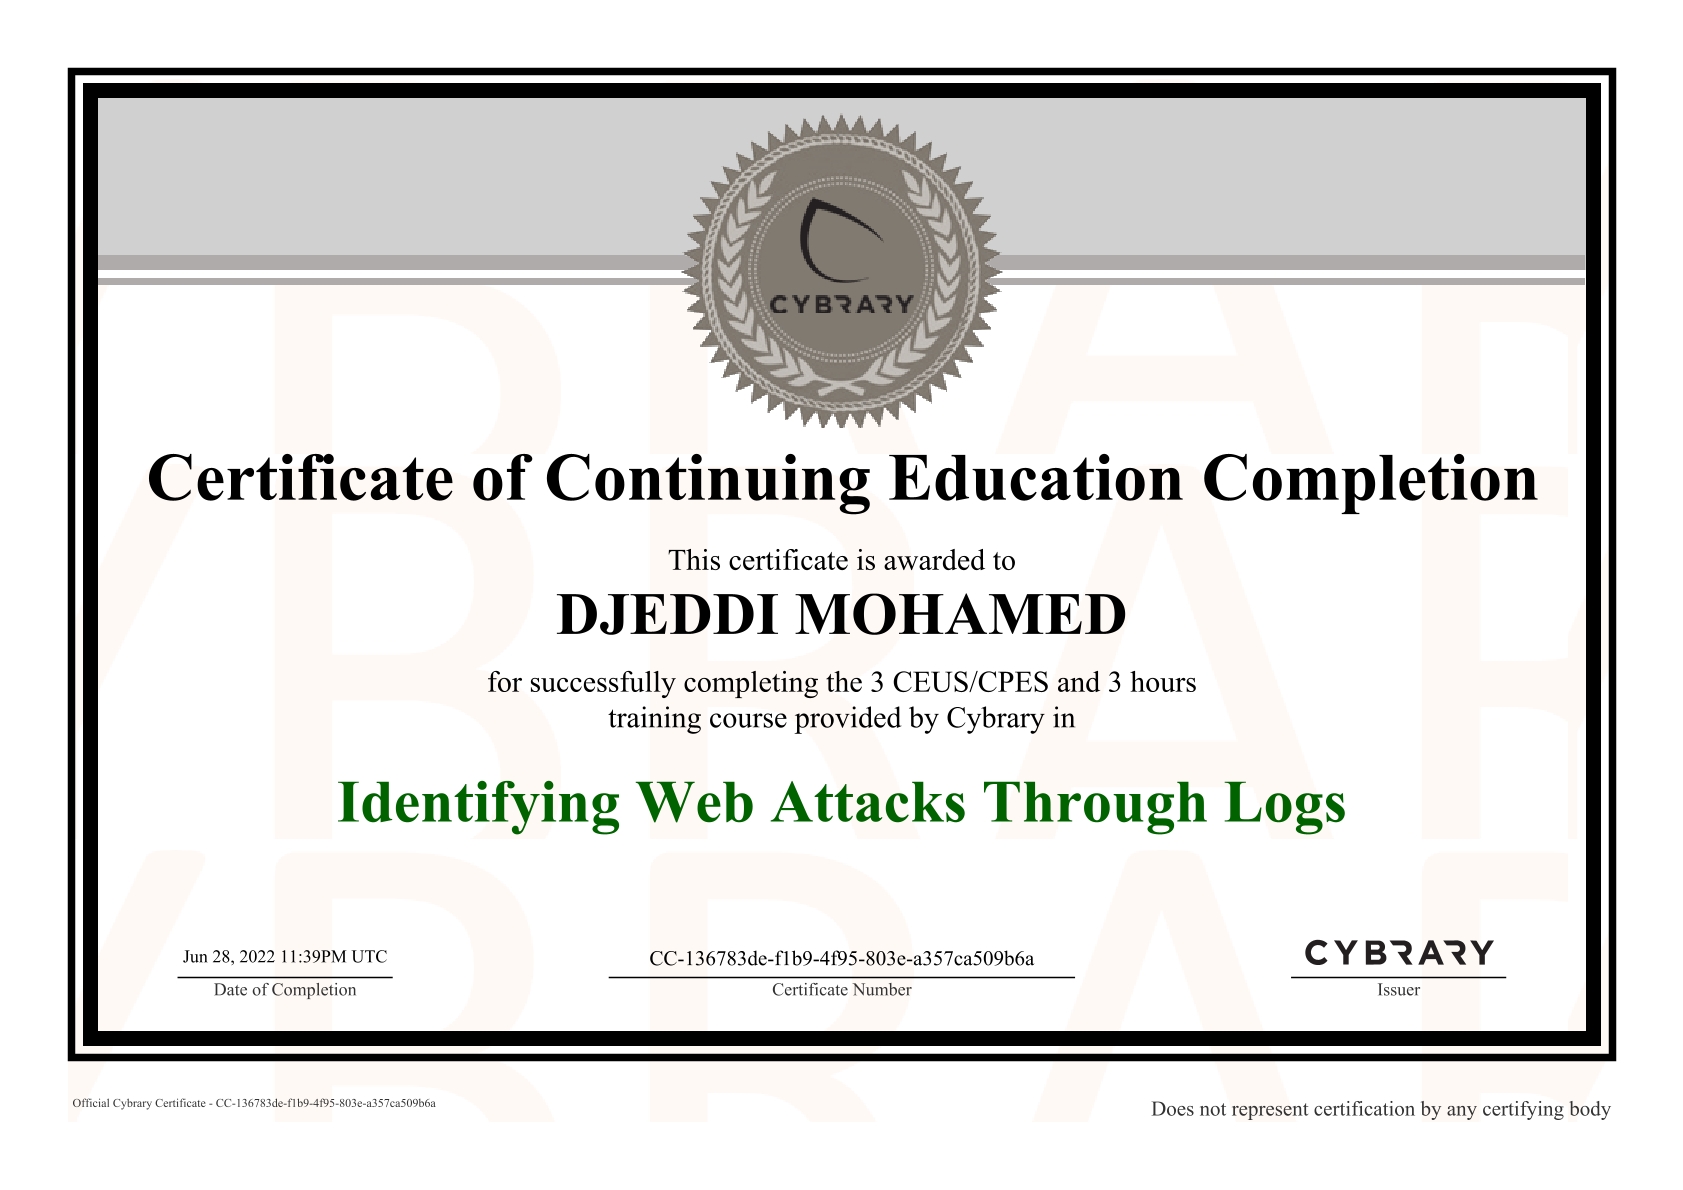 CYBRARY
Certificate of Continuing Education Completion
This certificate is awarded to
DJEDDI MOHAMED
for successfully completing the 3 CEUS/CPES and 3 hours
training course provided by Cybrary in
Identifying Web Attacks Through Logs
Jun 28, 2022 11:39PM UTC
Date of Completion
CC-136783de-f1b9-4f95-803e-a357ca509b6a
Certificate Number
CYBRARY
Issuer
Official Cybrary Certificate - CC-136783de-f1b9-4f95-803e-a357ca509b6a
Does not represent certification by any certifying body